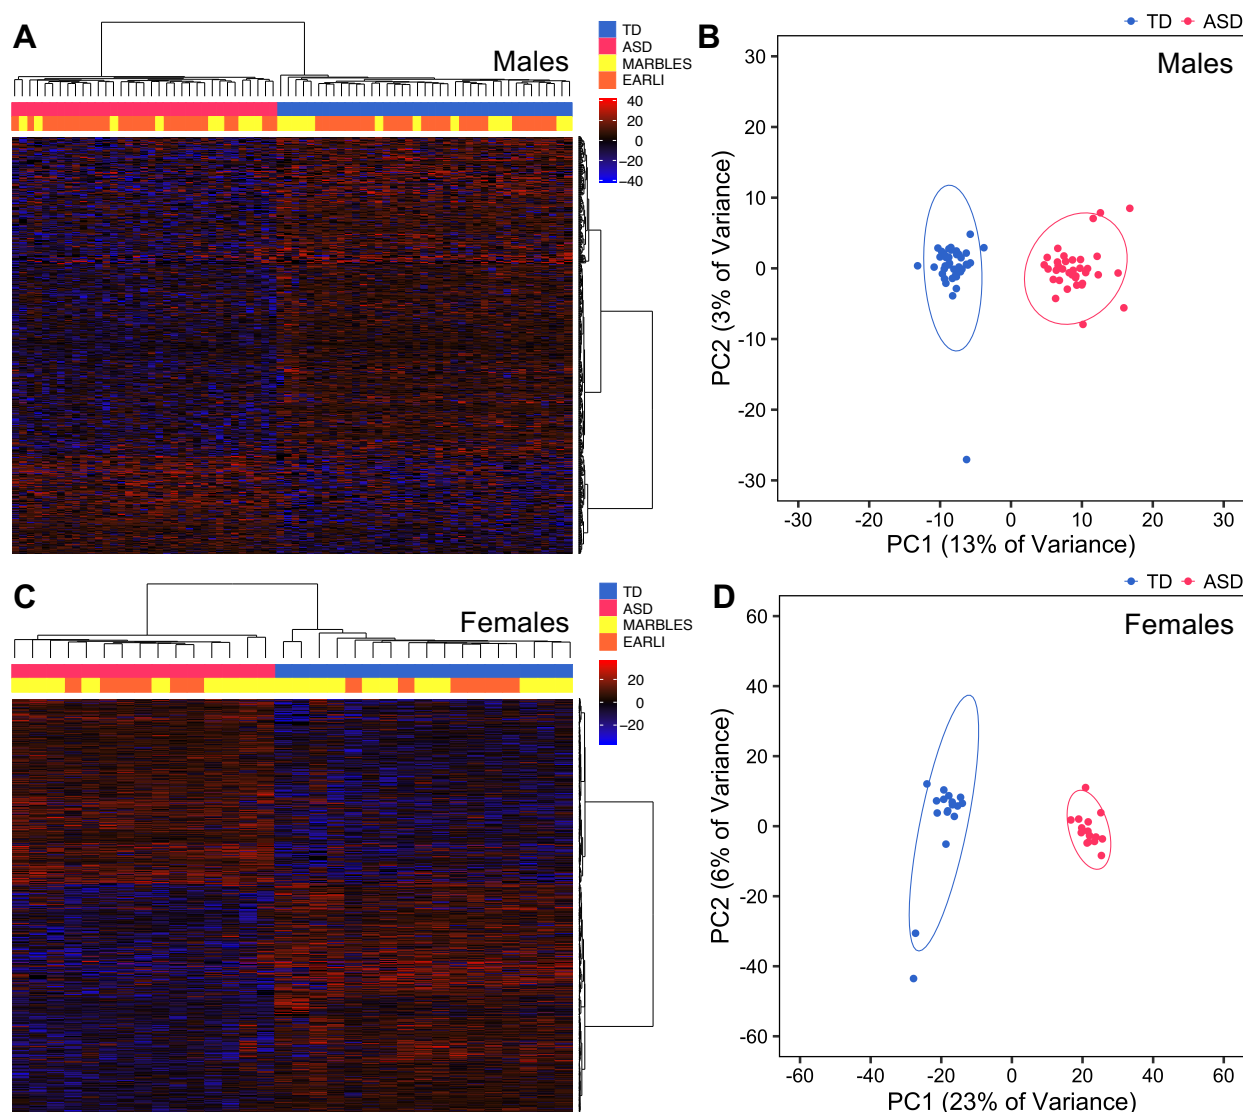 A
Males
TD
ASD
MARBLES
EARLI
40
20
0
−20
−40
B
TD ASD
Males
30
20
10
0
-10
-20
-30
PC2 (3% of Variance)
-30 -20 -10 0 10 20 30
PC1 (13% of Variance)
C
Females
TD
ASD
MARBLES
EARLI
20
0
−20
D
TD ASD
Females
60
40
20
0
-20
-40
-60
PC2 (6% of Variance)
-60 -40 -20 0 20 40 60
PC1 (23% of Variance)